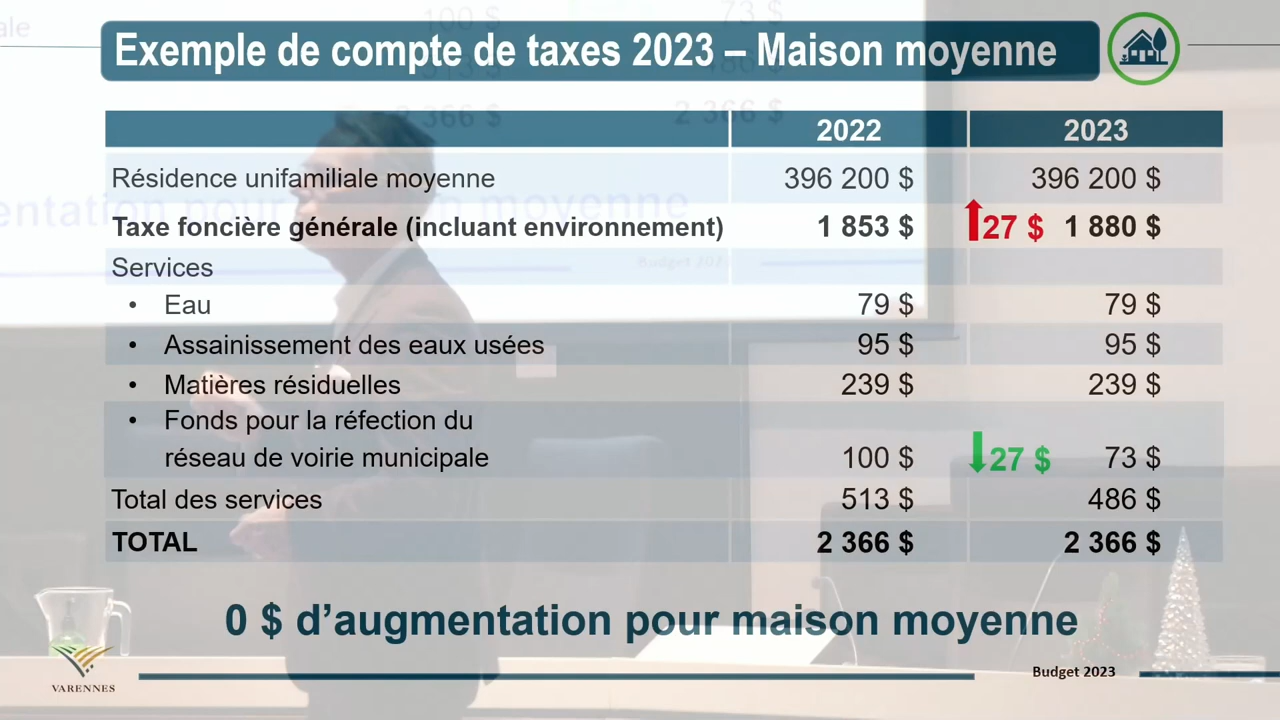 Exemple de compte de taxes 2023 – Maison moyenne
2022 2023
Résidence unifamiliale moyenne 396 200 $ 396 200 $
Taxe foncière générale (incluant environnement) 1 853 $ 27 $ 1 880 $
Services
• Eau 79 $ 79 $
• Assainissement des eaux usées 95 $ 95 $
• Matières résiduelles 239 $ 239 $
• Fonds pour la réfection du
réseau de voirie municipale 100 $ 27 $ 73 $
Total des services 513 $ 486 $
TOTAL 2 366 $ 2 366 $
0 $ d’augmentation pour maison moyenne
VARENNES
Budget 2023